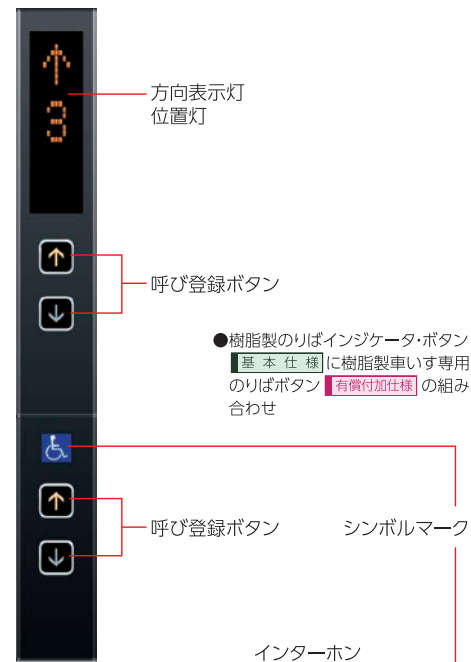 ↑
3
方向表示灯
位置灯
↑
呼び登録ボタン
↓
●樹脂製のりばインジケータ・ボタン
基本仕様に樹脂製車いす専用
のりばボタン 有償付加仕様 の組み
合わせ
↑
呼び登録ボタン シンボルマーク
↓
インターホン